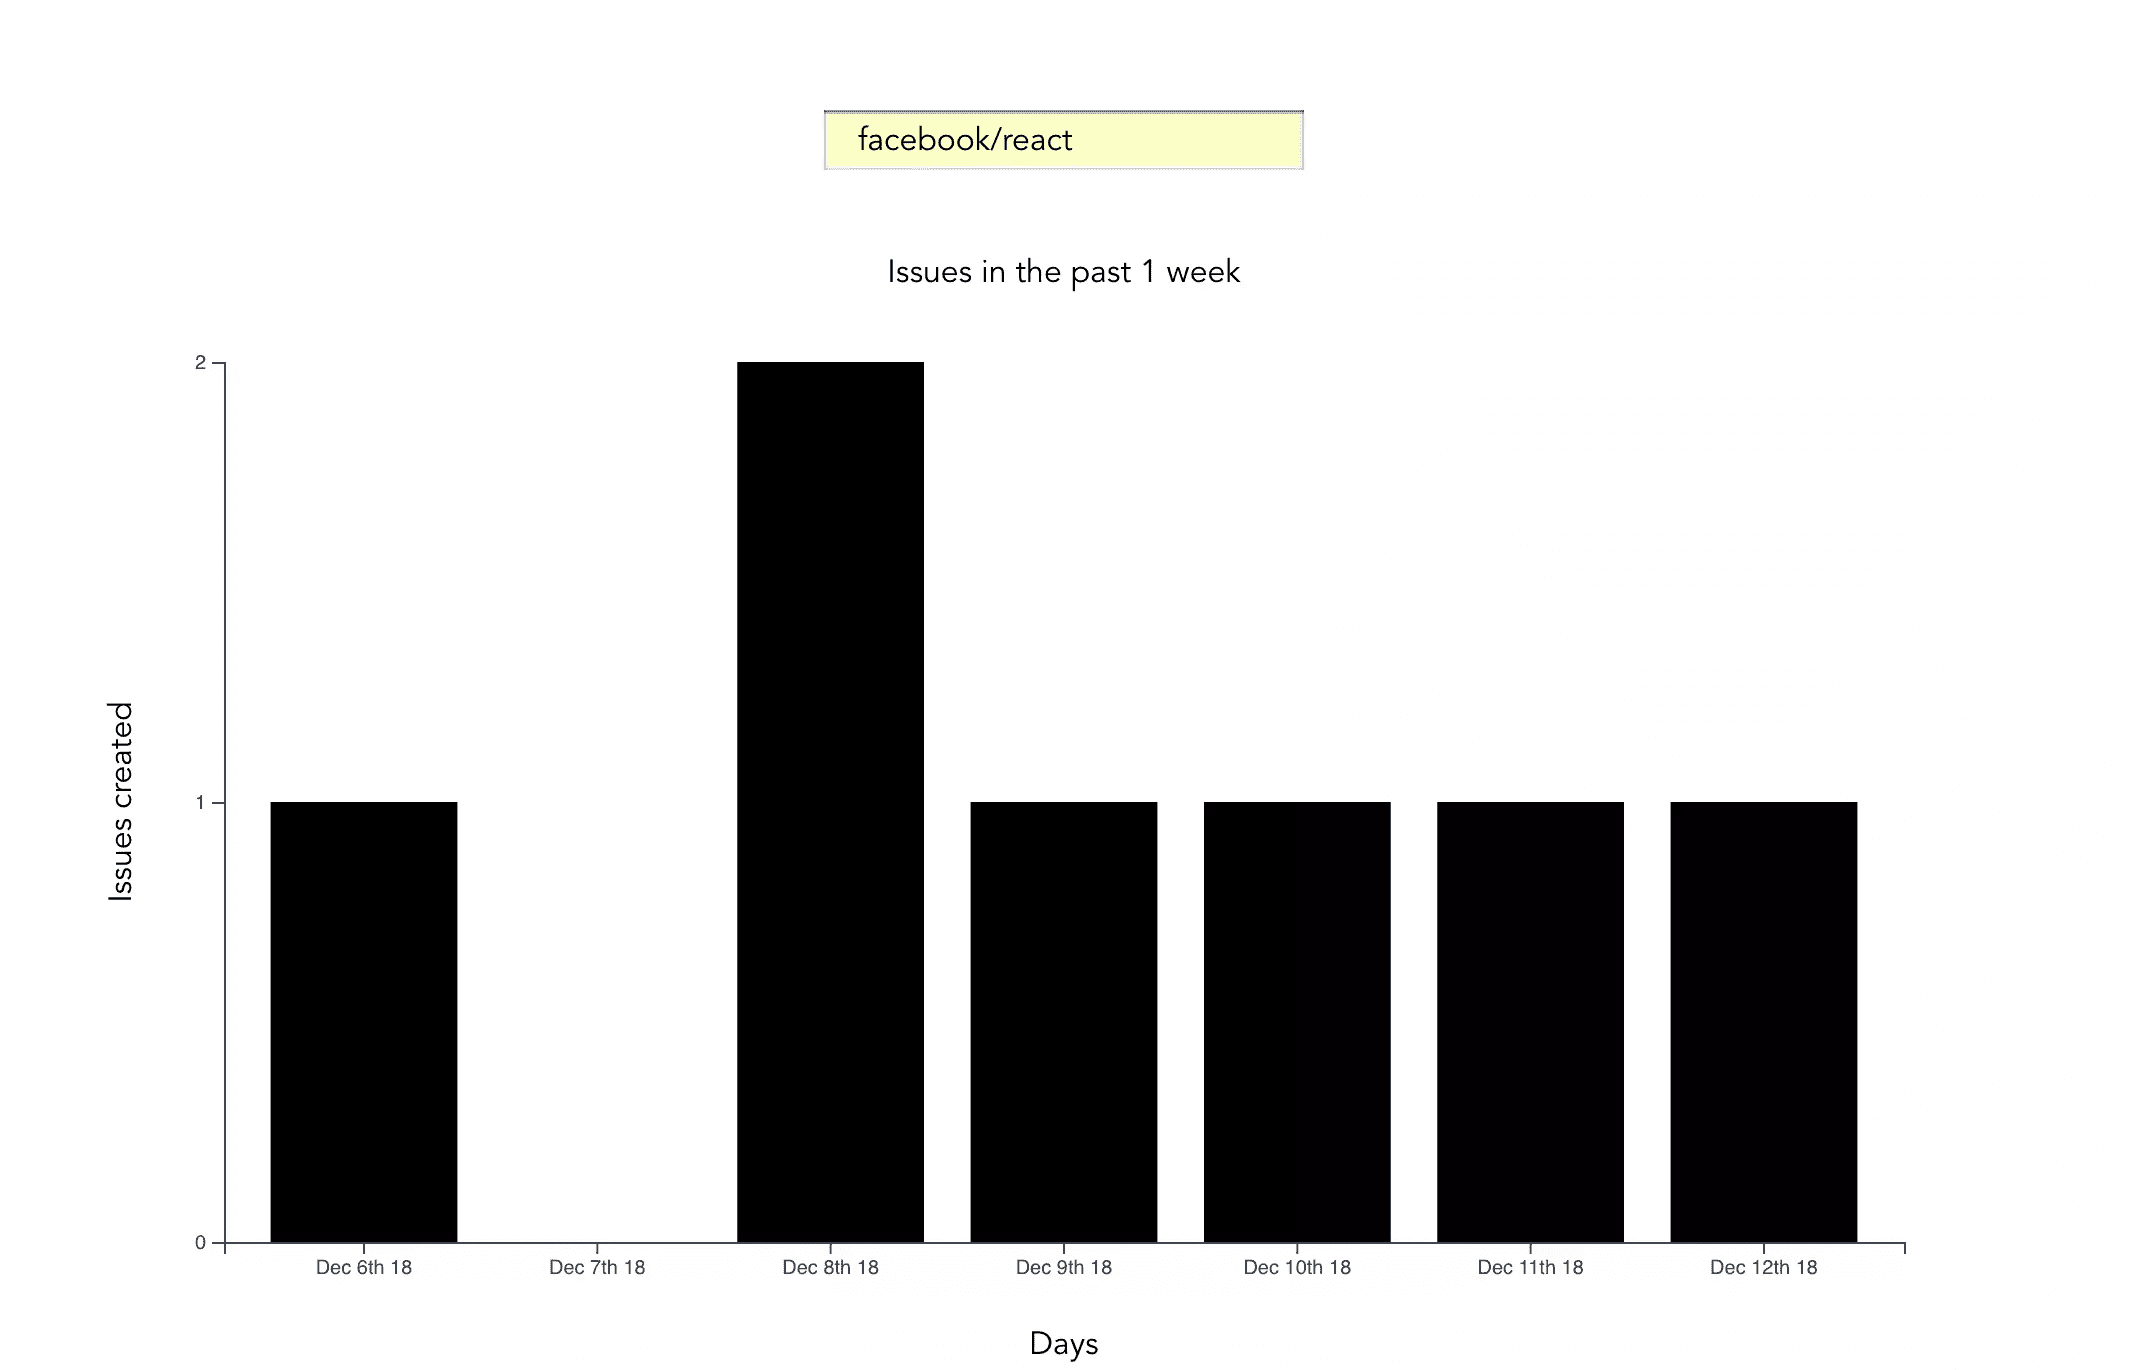 facebook/react
Issues in the past 1 week
2
1
0
Issues created
Dec 6th 18 Dec 7th 18 Dec 8th 18 Dec 9th 18 Dec 10th 18 Dec 11th 18 Dec 12th 18
Days